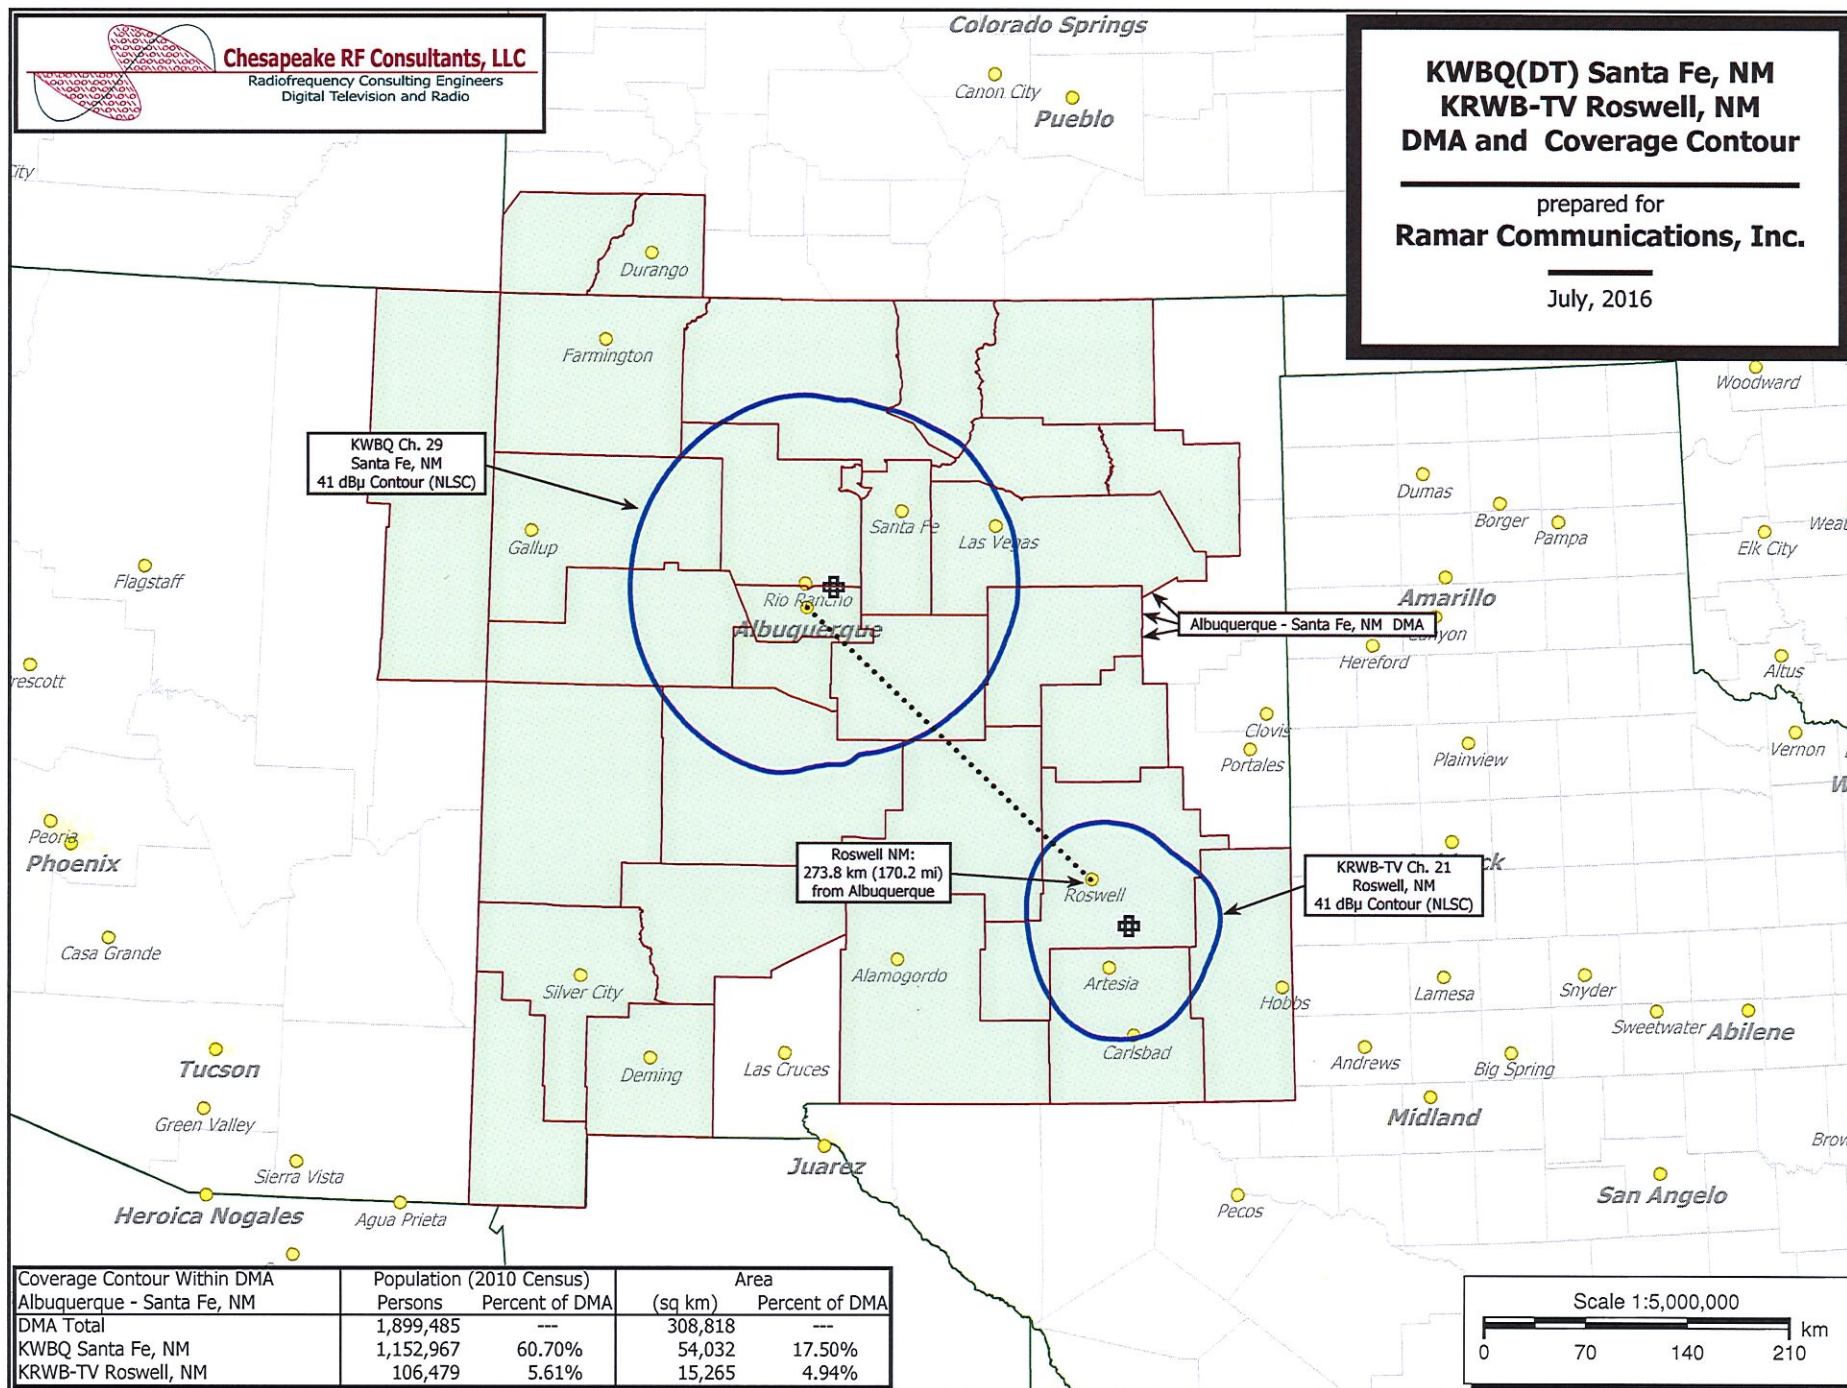 Chesapeake RF Consultants, LLC
Radiofrequency Consulting Engineers
Digital Television and Radio
KWBQ(DT) Santa Fe, NM
KRWB-TV Roswell, NM
DMA and Coverage Contour
prepared for
Ramar Communications, Inc.
July, 2016
Colorado Springs
Canon City
Pueblo
City
Durango
Farmington
Woodward
KWBQ Ch. 29
Santa Fe, NM
41 dBμ Contour (NLSC)
Dumas
Borger
Pampa
Weat
Elk City
Gallup
Santa Fe
Las Vegas
Flagstaff
Rio Rancho
Albuquerque
Amarillo
Albuquerque - Santa Fe, NM DMA
Canyon
Hereford
Altus
rescott
Clovis
Portales
Plainview
Vernon
W
Peoria
Phoenix
Roswell NM:
273.8 km (170.2 mi)
from Albuquerque
Roswell
KRWB-TV Ch. 21
Roswell, NM
41 dBμ Contour (NLSC)
ck
Casa Grande
Silver City
Alamogordo
Artesia
Hobbs
Lamesa
Snyder
Sweetwater
Abilene
Tucson
Deming
Las Cruces
Carlsbad
Andrews
Big Spring
Midland
Green Valley
Brow
Sierra Vista
Juarez
Heroica Nogales
Agua Prieta
Pecos
San Angelo
Coverage Contour Within DMA Population (2010 Census) Area
Albuquerque - Santa Fe, NM Persons Percent of DMA (sq km) Percent of DMA
DMA Total 1,899,485 --- 308,818 ---
KWBQ Santa Fe, NM 1,152,967 60.70% 54,032 17.50%
KRWB-TV Roswell, NM 106,479 5.61% 15,265 4.94%
Scale 1:5,000,000
km
0 70 140 210